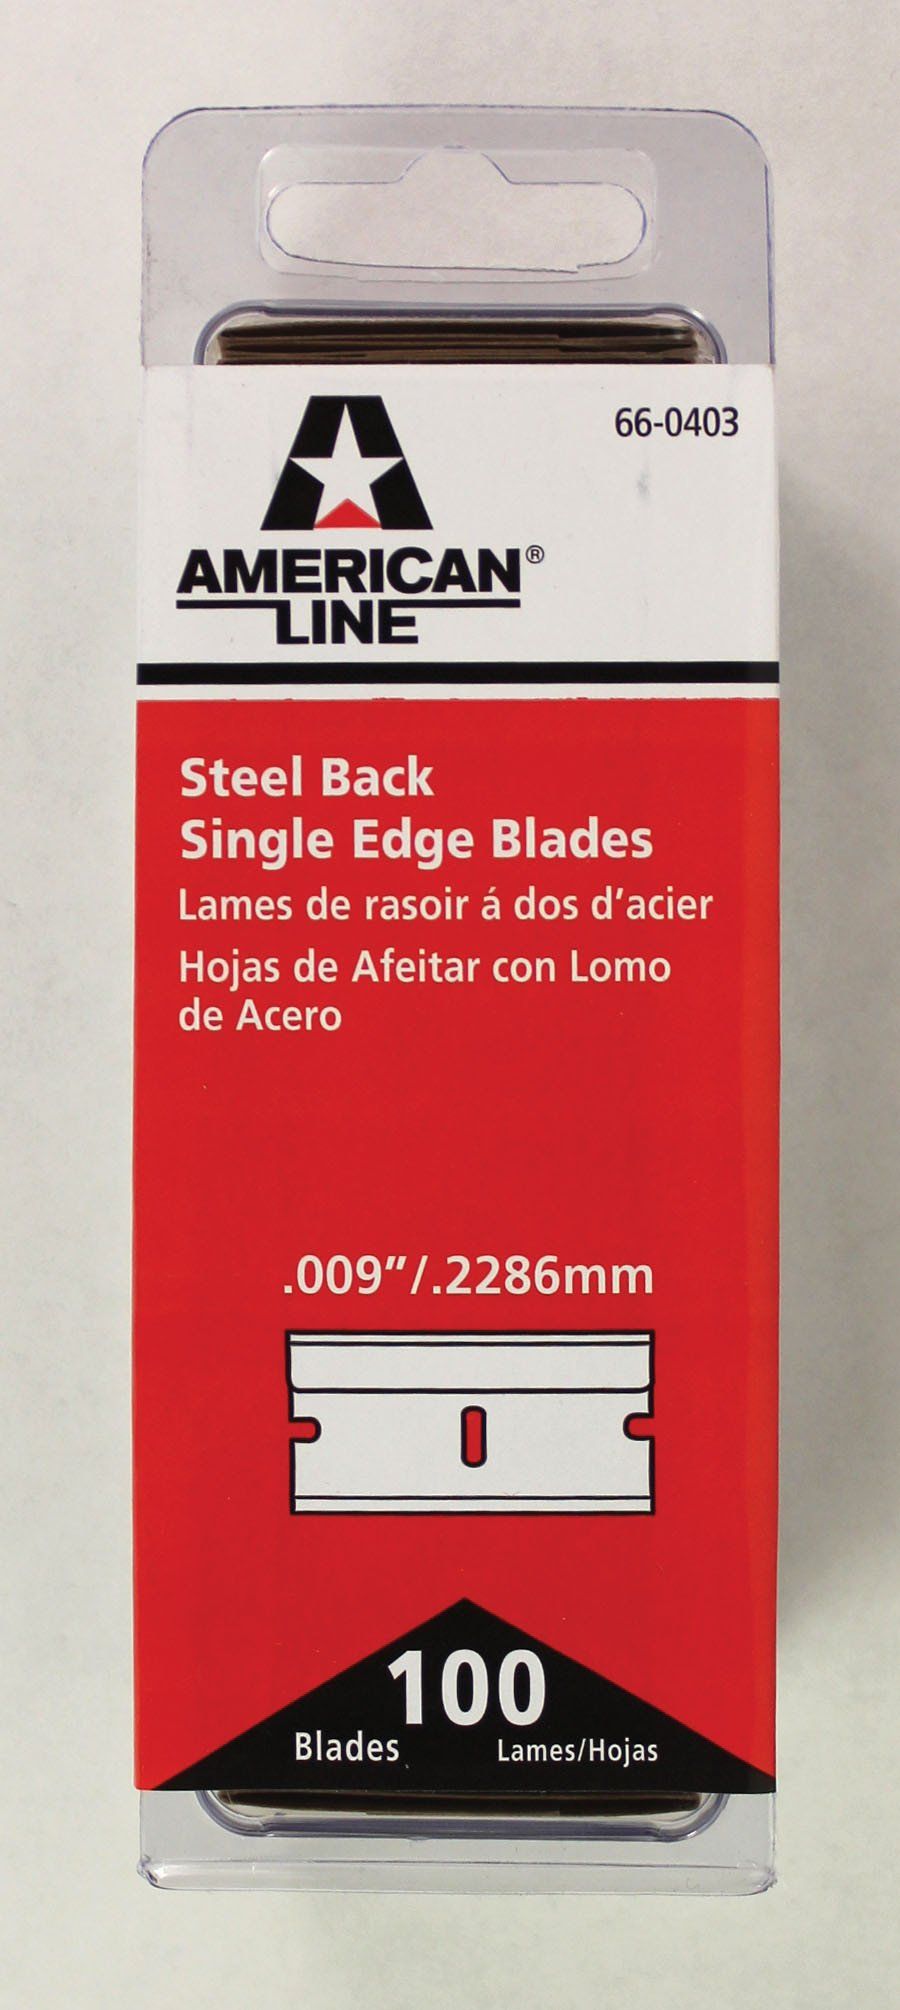 66-0403
AMERICAN®
LINE
Steel Back
Single Edge Blades
Lames de rasoir á dos d’acier
Hojas de Afeitar con Lomo
de Acero
.009”/.2286mm
100
Blades Lames/Hojas